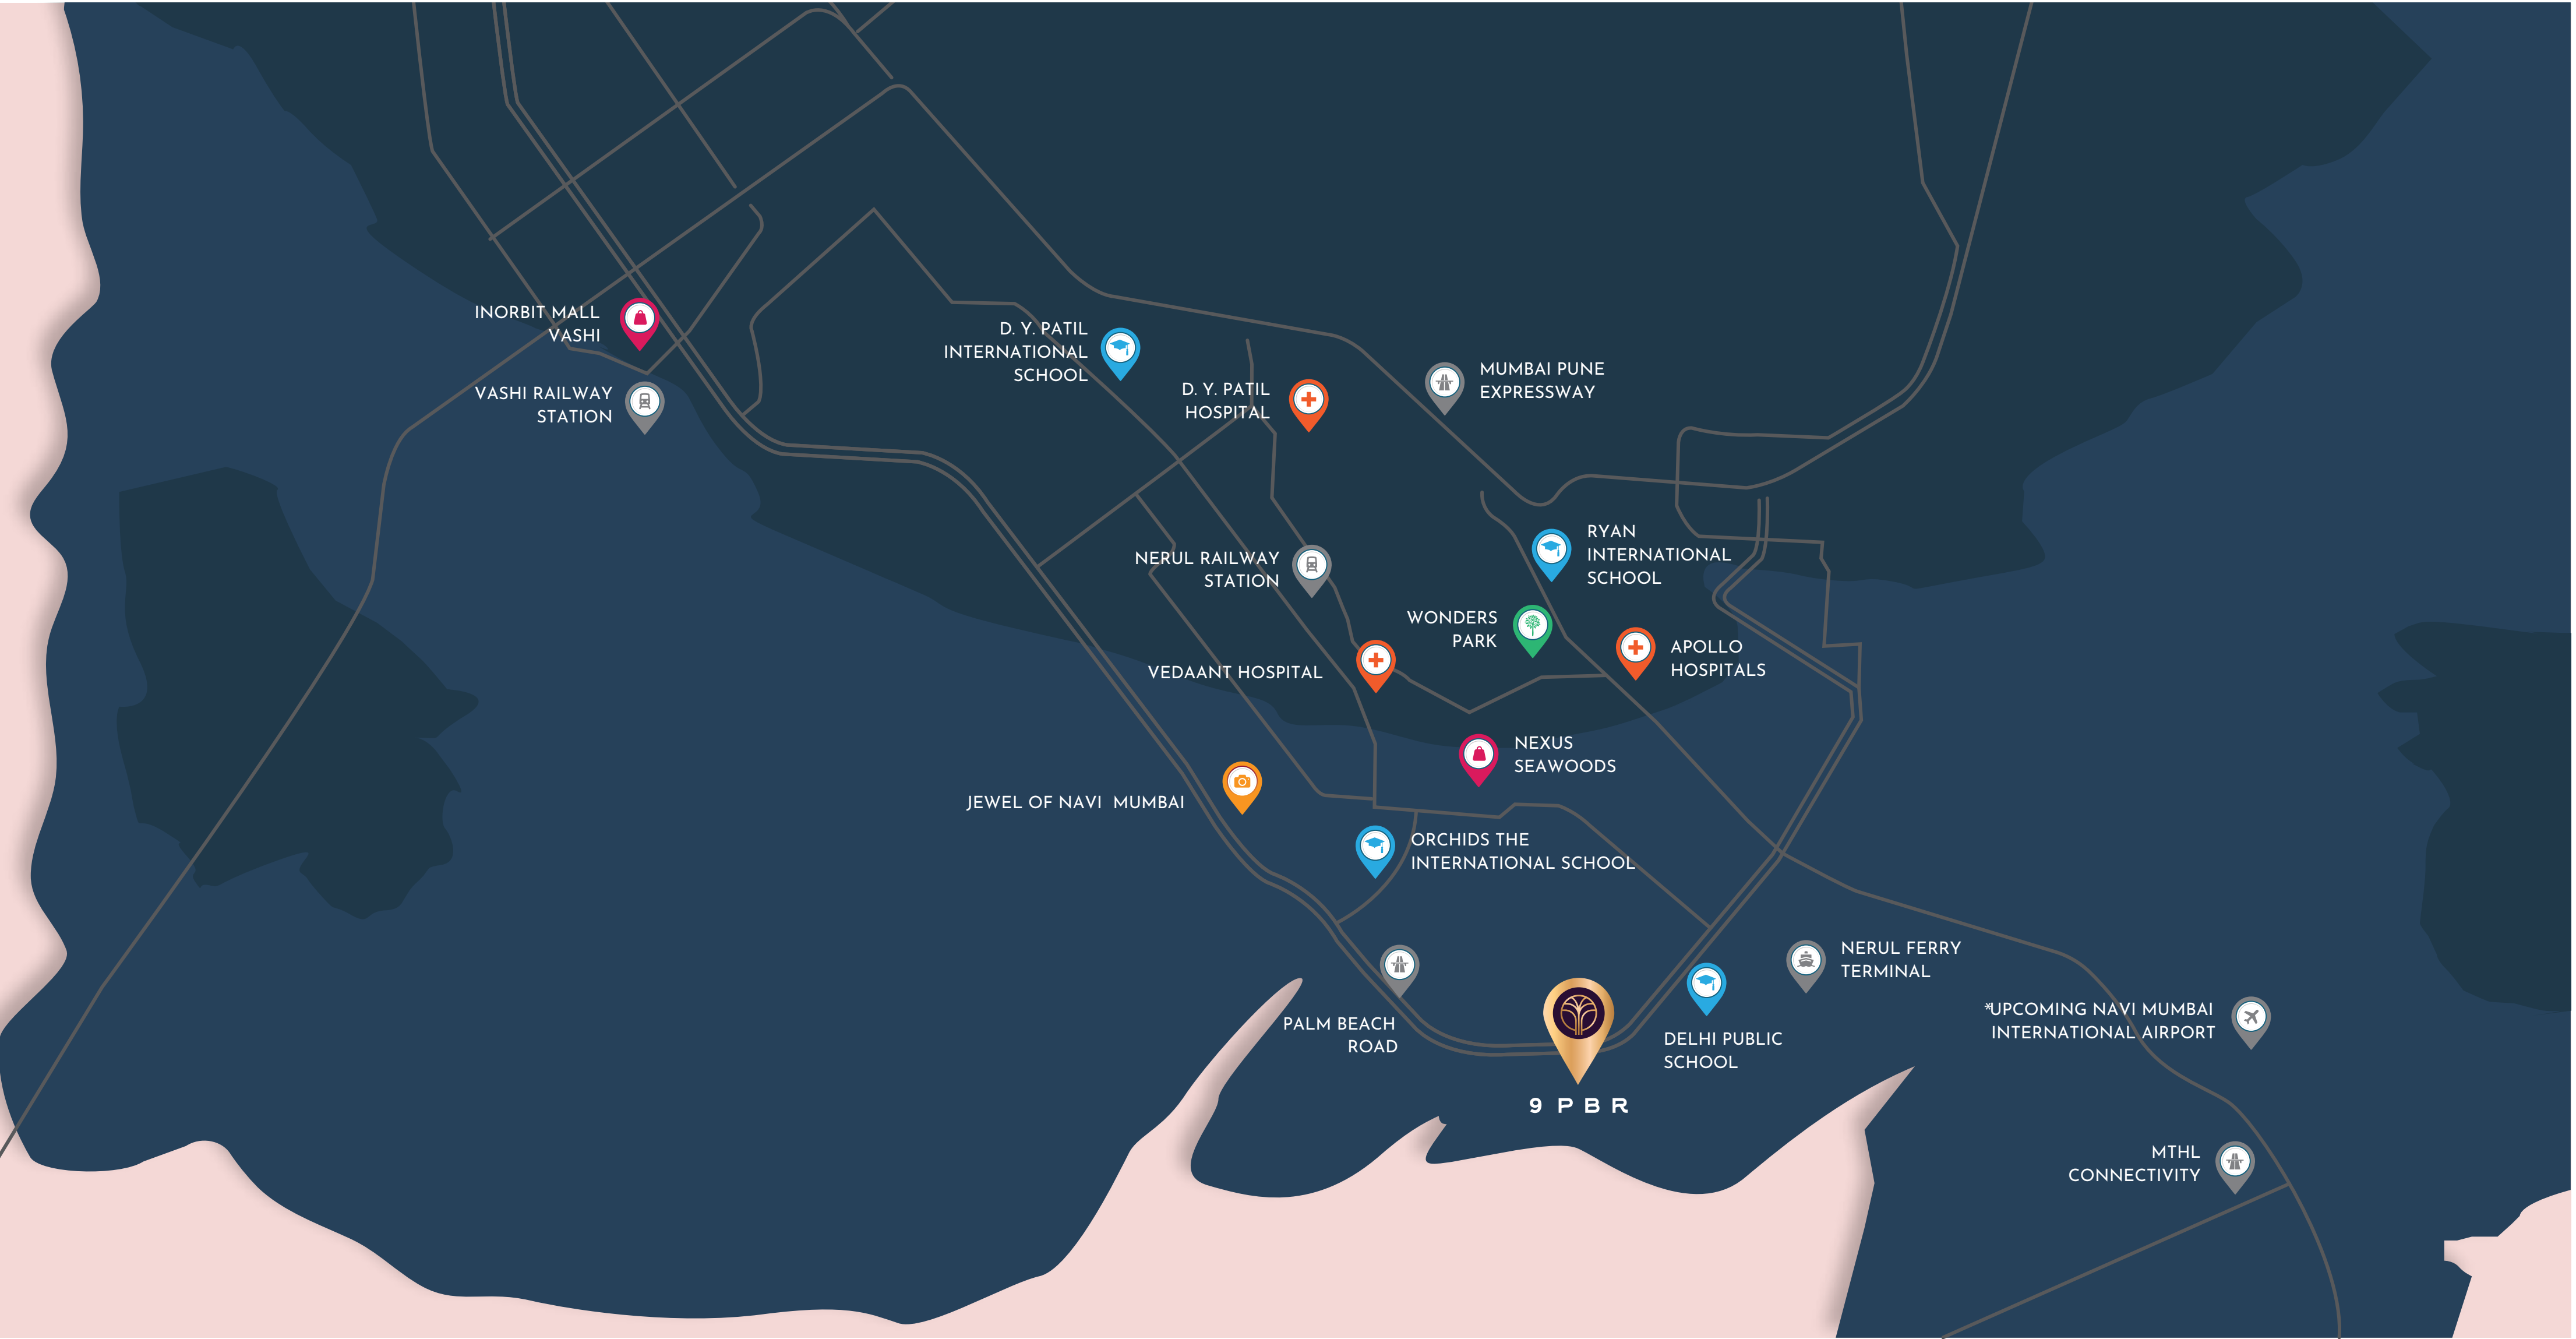 INORBIT MALL
VASHI
VASHI RAILWAY
STATION
D. Y. PATIL
INTERNATIONAL
SCHOOL
D. Y. PATIL
HOSPITAL
MUMBAI PUNE
EXPRESSWAY
RYAN
INTERNATIONAL
SCHOOL
NERUL RAILWAY
STATION
WONDERS
PARK
APOLLO
HOSPITALS
VEDAANT HOSPITAL
NEXUS
SEAWOODS
JEWEL OF NAVI  MUMBAI
ORCHIDS THE
INTERNATIONAL SCHOOL
NERUL FERRY
TERMINAL
PALM BEACH
ROAD
DELHI PUBLIC
SCHOOL
*UPCOMING NAVI MUMBAI
INTERNATIONAL AIRPORT
9 PBR
MTHL
CONNECTIVITY